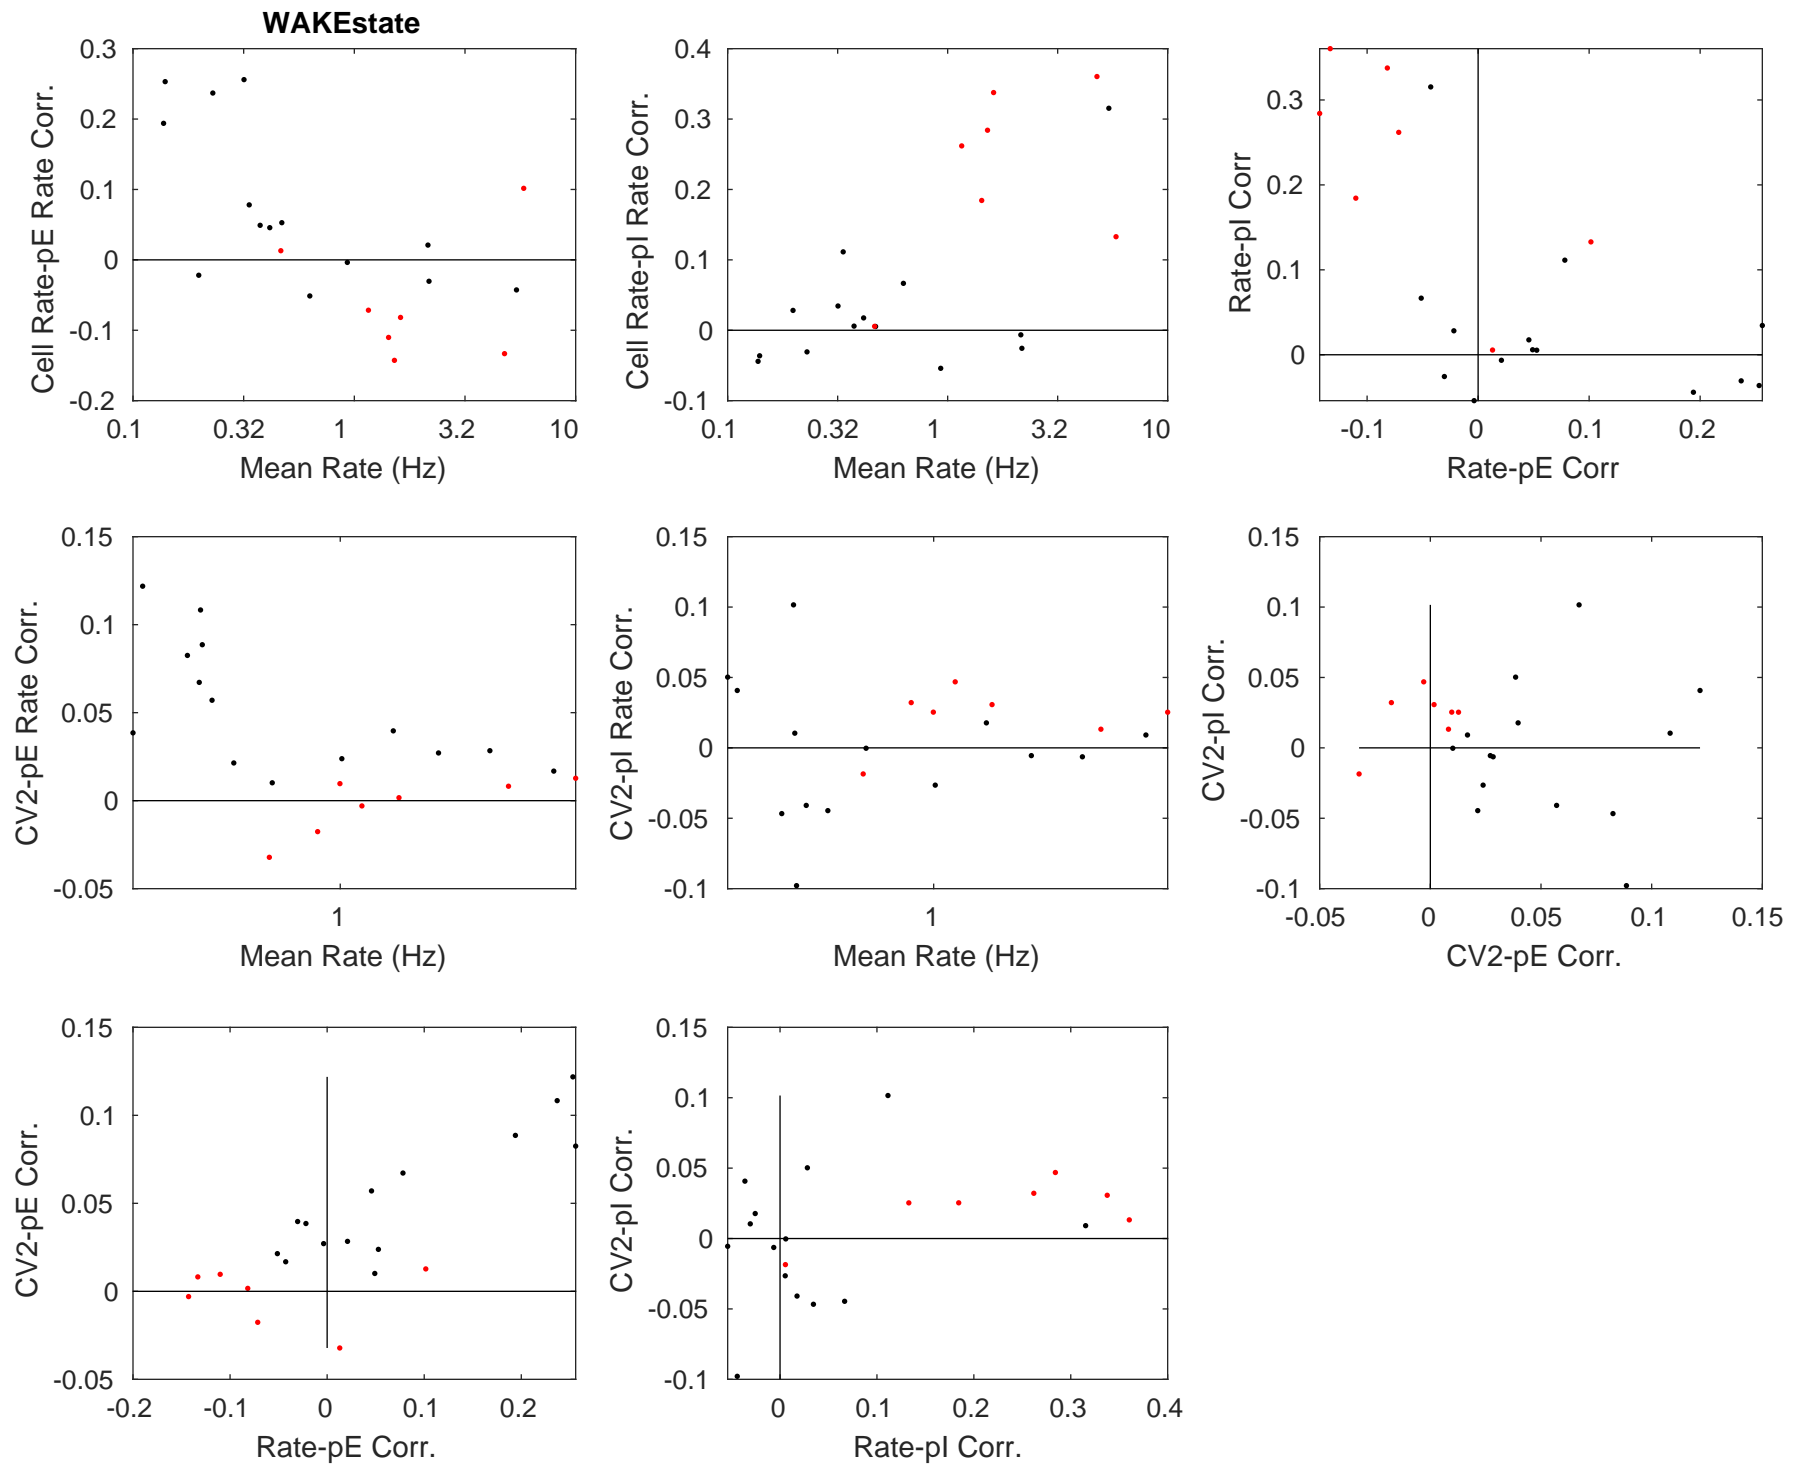 WAKEstate
0.3
0.2
0.1
0
-0.1
-0.2
Cell Rate-pE Rate Corr.
0.1 0.32 1 3.2 10
Mean Rate (Hz)
0.4
0.3
0.2
0.1
0
-0.1
Cell Rate-pI Rate Corr.
0.1 0.32 1 3.2 10
Mean Rate (Hz)
0.3
0.2
0.1
0
Rate-pI Corr
-0.1 0 0.1 0.2
Rate-pE Corr
0.15
0.1
0.05
0
-0.05
CV2-pE Rate Corr.
1
Mean Rate (Hz)
0.15
0.1
0.05
0
-0.05
-0.1
CV2-pI Rate Corr.
1
Mean Rate (Hz)
0.15
0.1
0.05
0
-0.05
-0.1
CV2-pI Corr.
-0.05 0 0.05 0.1 0.15
CV2-pE Corr.
0.15
0.1
0.05
0
-0.05
CV2-pE Corr.
-0.2 -0.1 0 0.1 0.2
Rate-pE Corr.
0.15
0.1
0.05
0
-0.05
-0.1
CV2-pI Corr.
0 0.1 0.2 0.3 0.4
Rate-pI Corr.